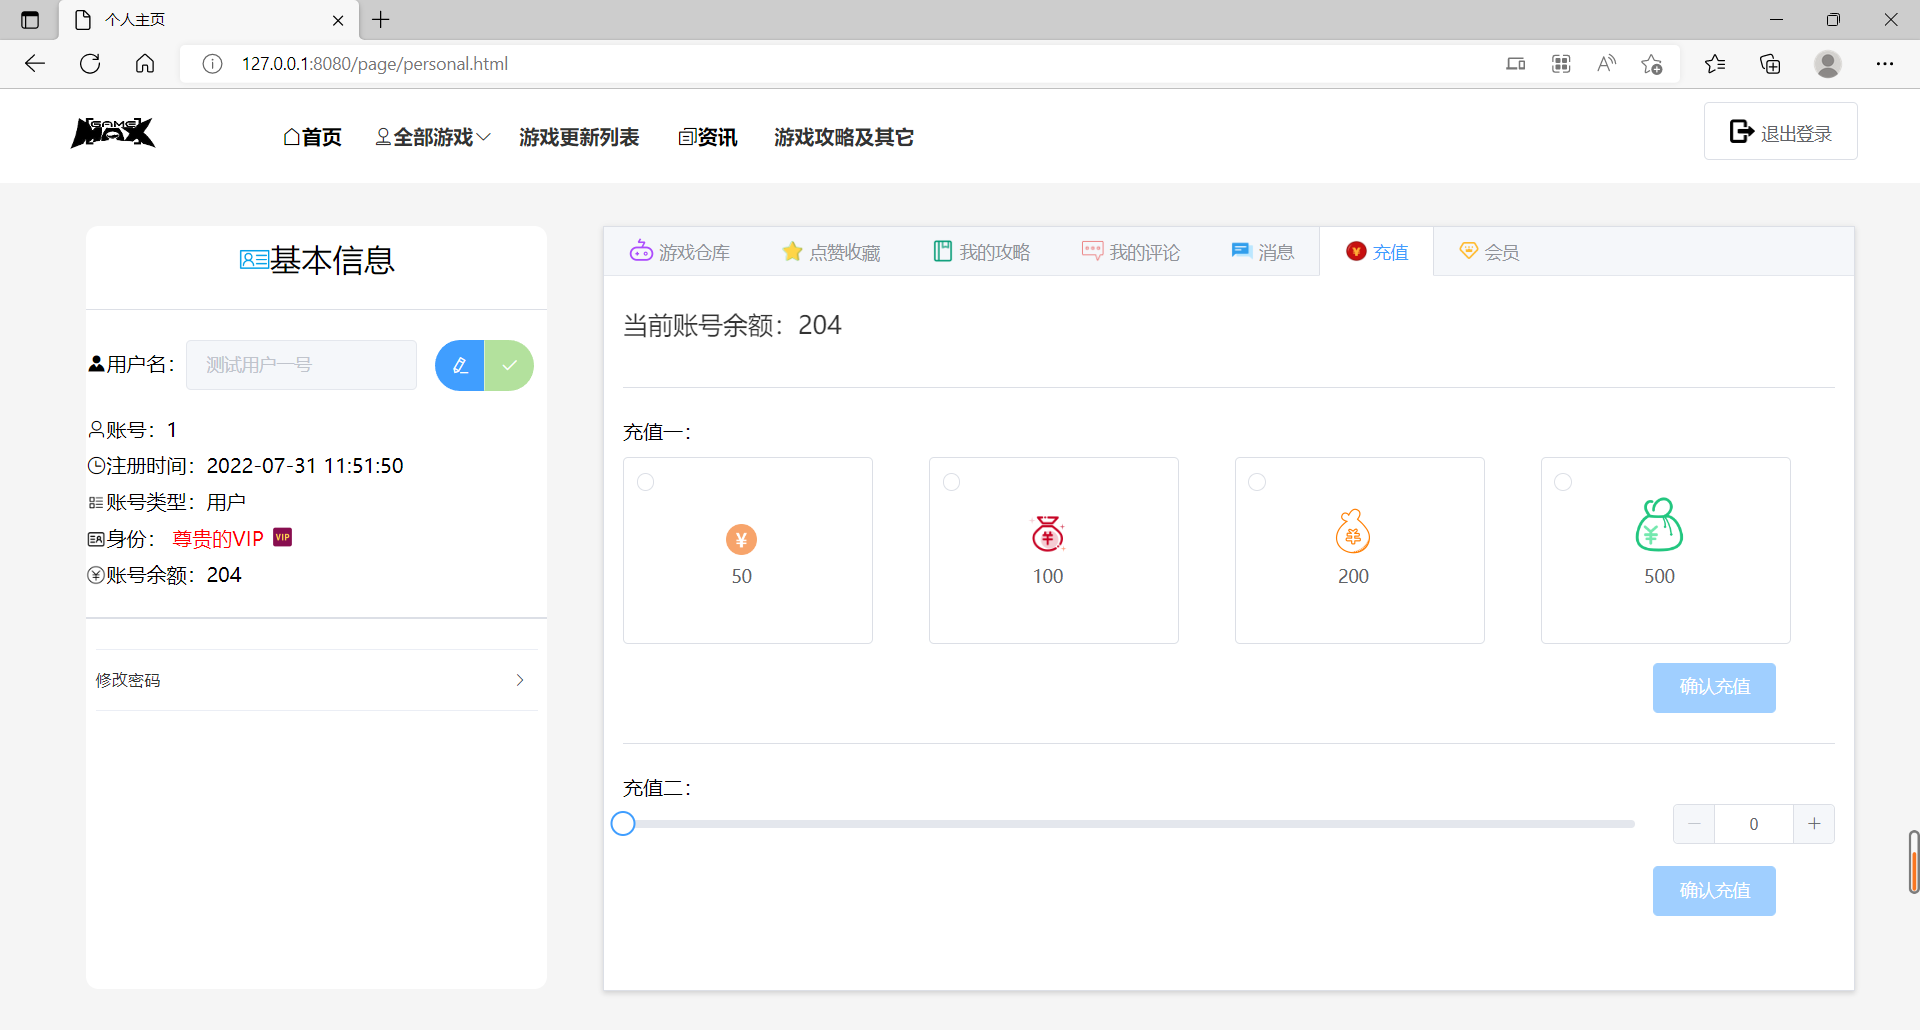 个人主页
127.0.0.1:8080/page/personal.html
GAME
MAX
首页
全部游戏
游戏更新列表
资讯
游戏攻略及其它
退出登录
基本信息
用户名：
测试用户一号
账号：1
注册时间：2022-07-31 11:51:50
账号类型：用户
身份： 尊贵的VIP VIP
账号余额：204
修改密码
游戏仓库
点赞收藏
我的攻略
我的评论
消息
充值
会员
当前账号余额：204
充值一：
50
100
200
500
确认充值
充值二：
0
确认充值